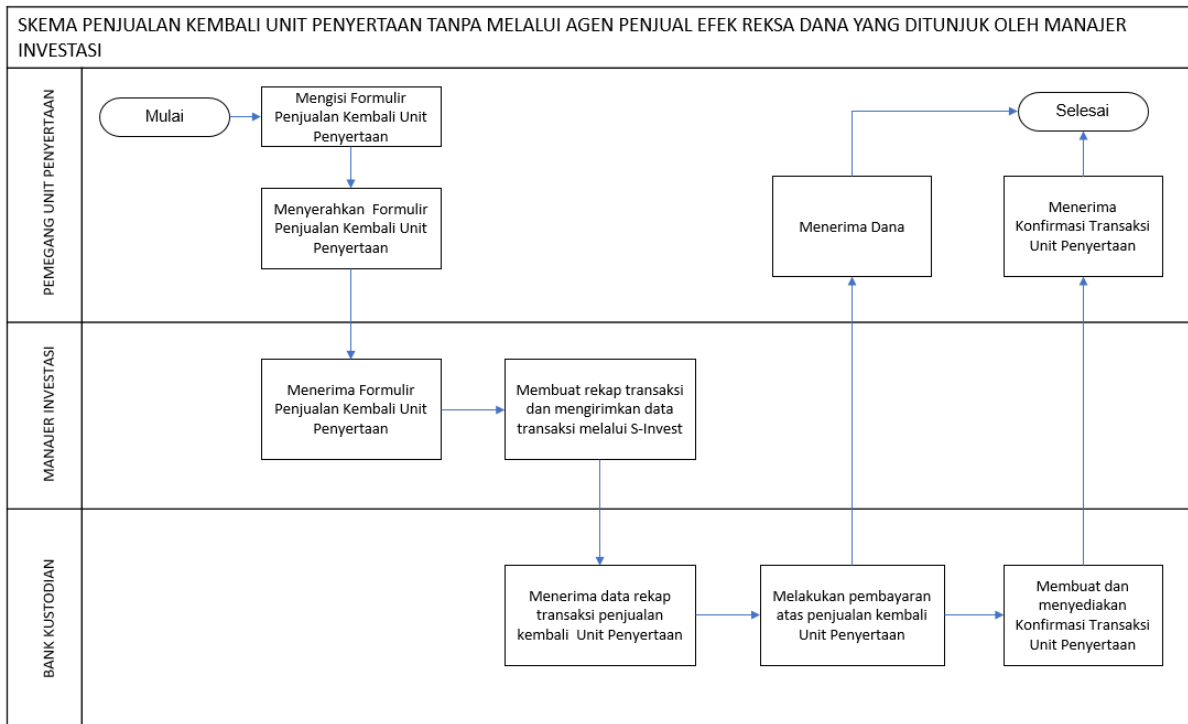 SKEMA PENJUALAN KEMBALI UNIT PENYERTAAN TANPA MELALUI AGEN PENJUAL EFEK REKSA DANA YANG DITUNJUK OLEH MANAJER
INVESTASI
PEMEGANG UNIT PENYERTAAN
Mulai
Mengisi Formulir
Penjualan Kembali Unit
Penyertaan
Selesai
Menyerahkan Formulir
Penjualan Kembali Unit
Penyertaan
Menerima Dana
Menerima
Konfirmasi Transaksi
Unit Penyertaan
MANAJER INVESTASI
Menerima Formulir
Penjualan Kembali Unit
Penyertaan
Membuat rekap transaksi
dan mengirimkan data
transaksi melalui S-Invest
BANK KUSTODIAN
Menerima data rekap
transaksi penjualan
kembali Unit Penyertaan
Melakukan pembayaran
atas penjualan kembali
Unit Penyertaan
Membuat dan
menyediakan
Konfirmasi Transaksi
Unit Penyertaan